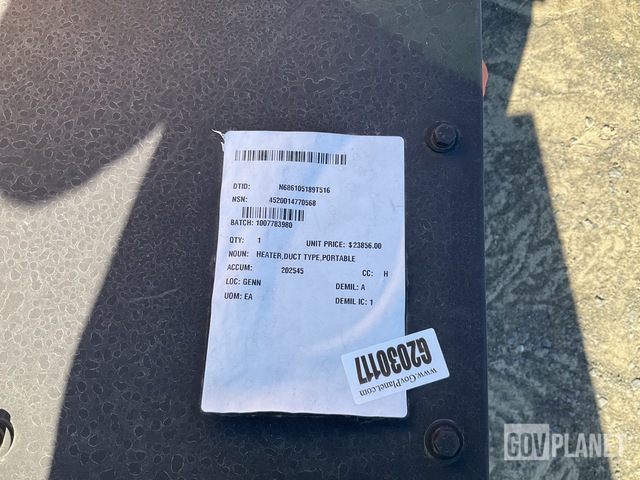 DTID: N686105189T516
NSN: 4520014770568
BATCH: 1007783980
QTY: 1 UNIT PRICE: $23856.00
NOUN: HEATER,DUCT TYPE,PORTABLE
ACCUM: 202545 CC: H
LOC: GENN DEMIL: A
UOM: EA DEMIL IC: 1
www.GovPlanet.com
G2030117
GOVPLANET